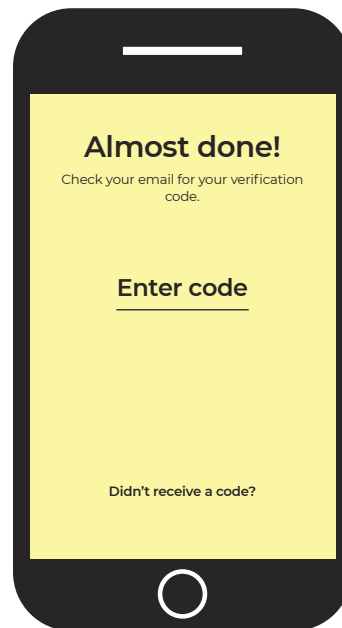 Almost done!
Check your email for your verification
code.
Enter code
Didn’t receive a code?